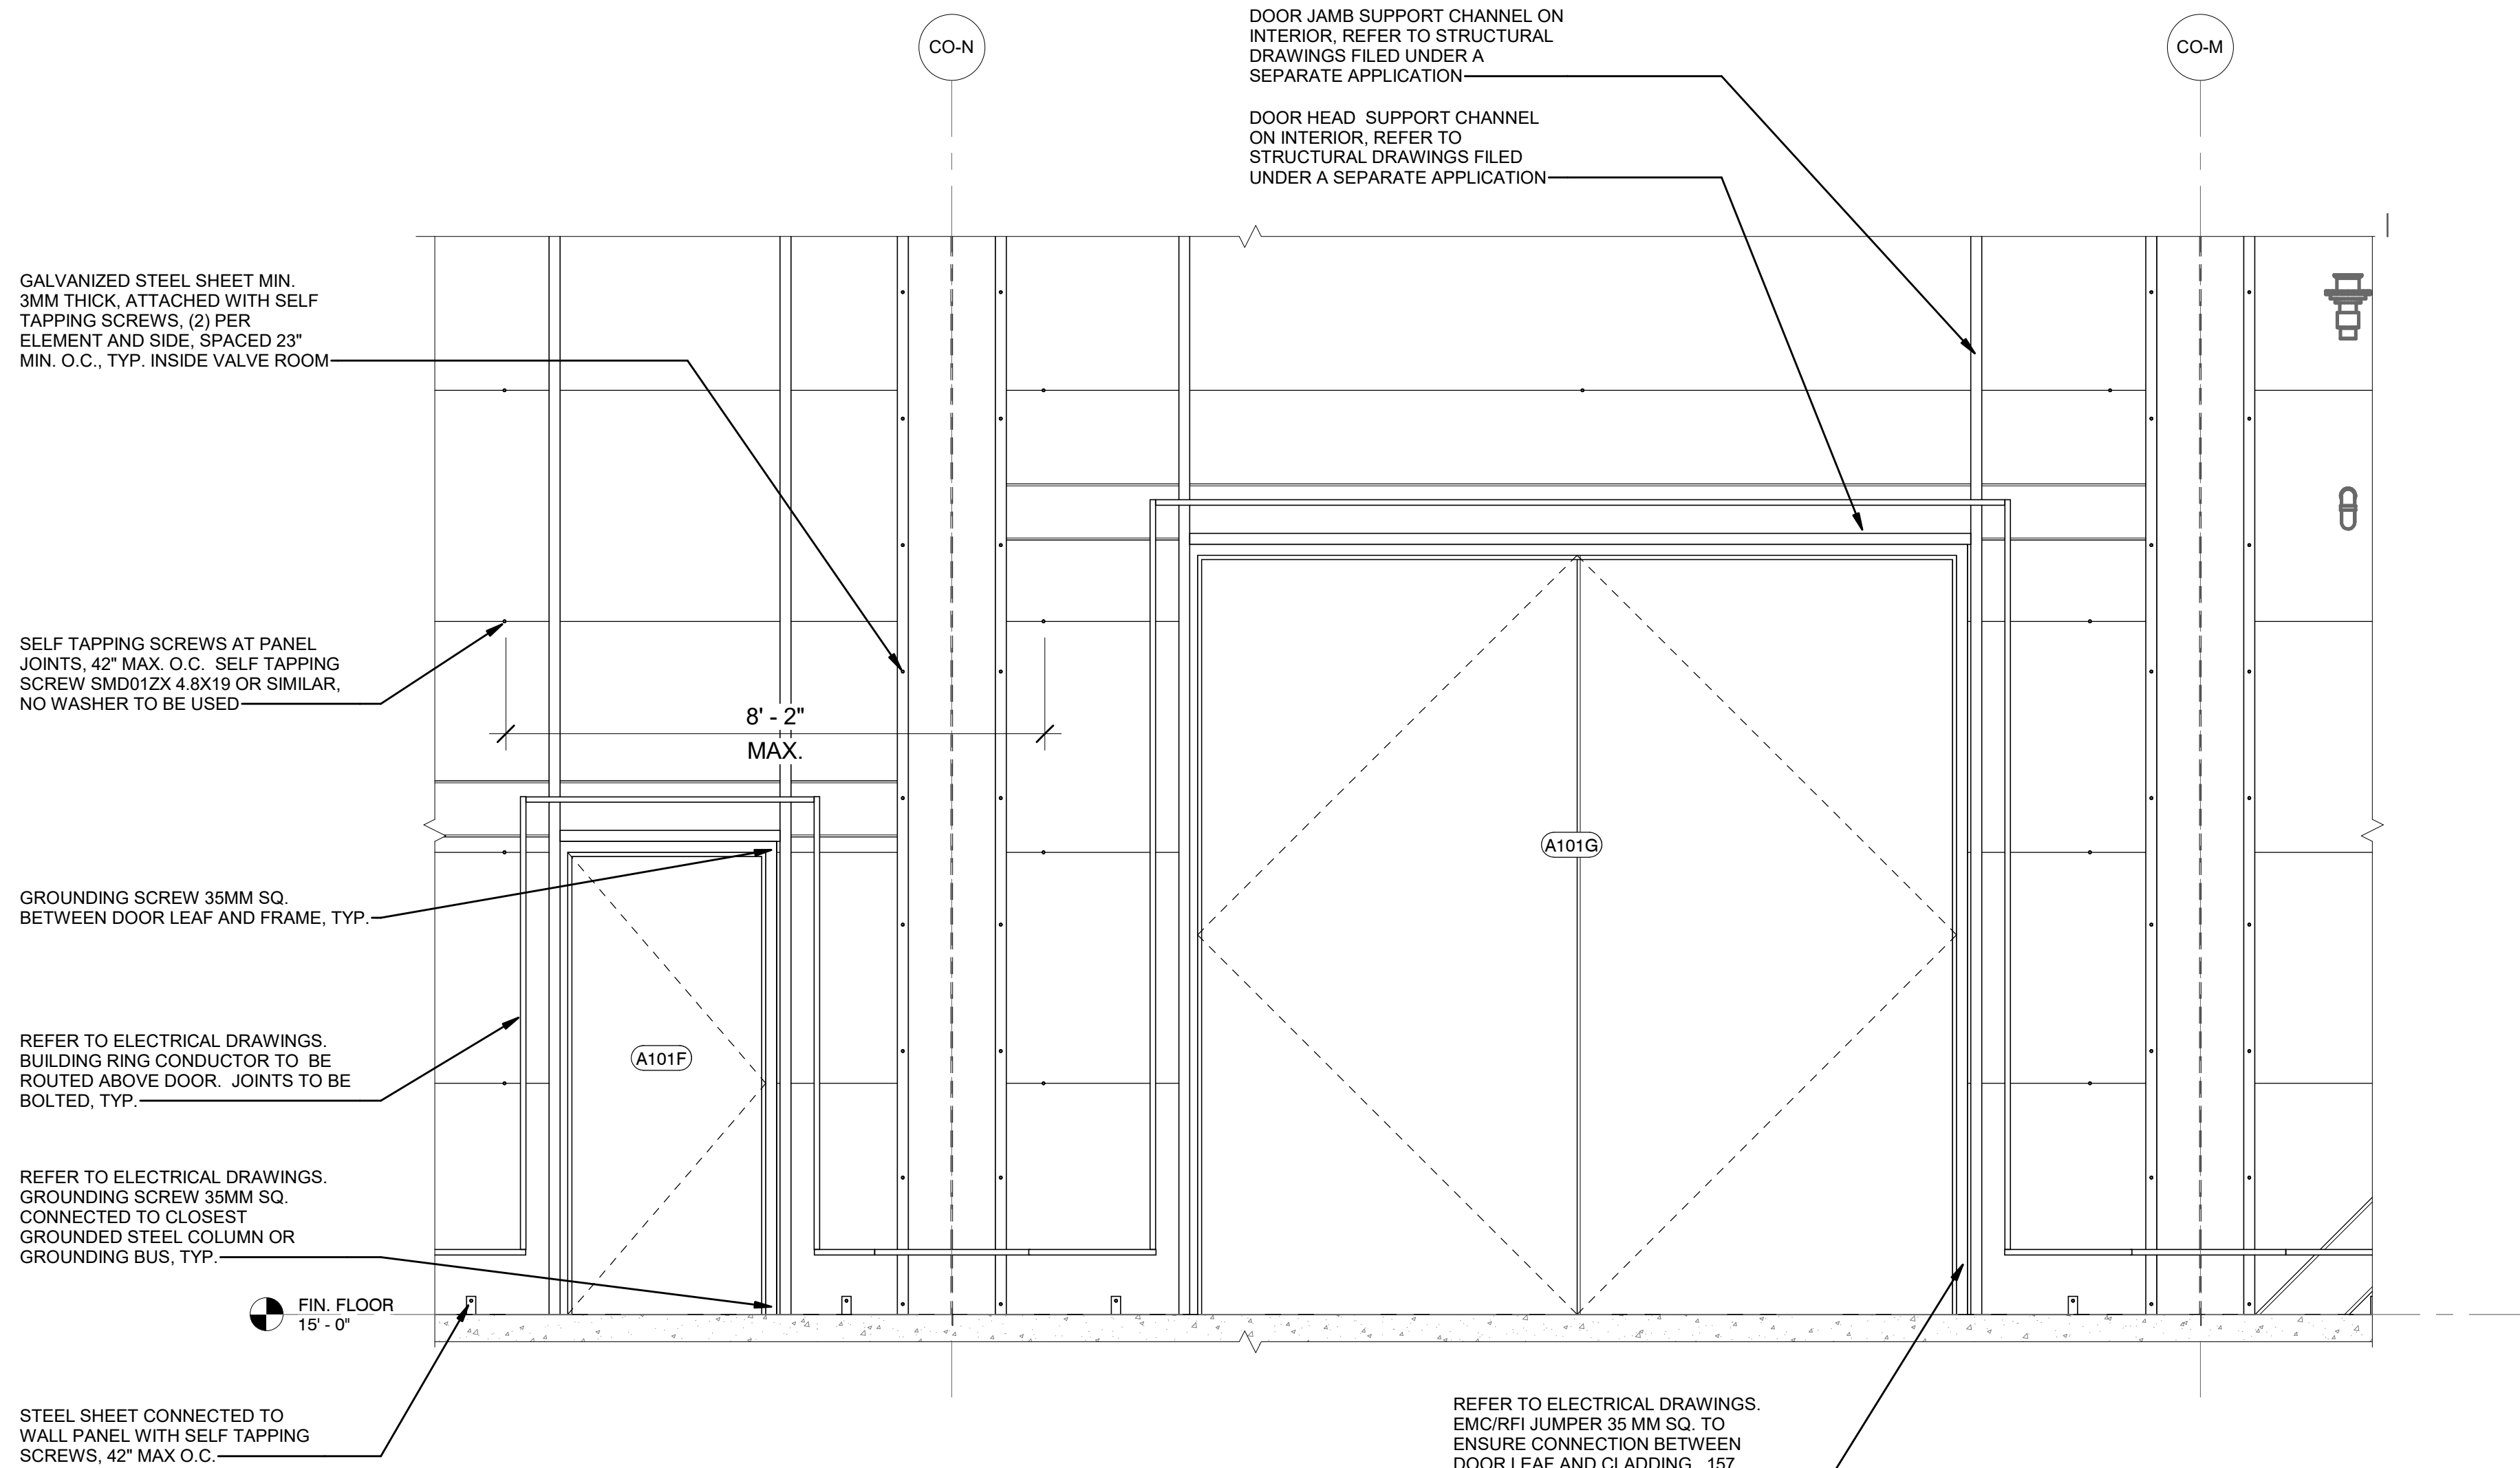 CO-N
DOOR JAMB SUPPORT CHANNEL ON
INTERIOR, REFER TO STRUCTURAL
DRAWINGS FILED UNDER A
SEPARATE APPLICATION
CO-M
DOOR HEAD  SUPPORT CHANNEL
ON INTERIOR, REFER TO
STRUCTURAL DRAWINGS FILED
UNDER A SEPARATE APPLICATION
GALVANIZED STEEL SHEET MIN.
3MM THICK, ATTACHED WITH SELF
TAPPING SCREWS, (2) PER
ELEMENT AND SIDE, SPACED 23"
MIN. O.C., TYP. INSIDE VALVE ROOM
SELF TAPPING SCREWS AT PANEL
JOINTS, 42" MAX. O.C.  SELF TAPPING
SCREW SMD01ZX 4.8X19 OR SIMILAR,
NO WASHER TO BE USED
8' - 2"
MAX.
A101G
GROUNDING SCREW 35MM SQ.
BETWEEN DOOR LEAF AND FRAME, TYP.
A101F
REFER TO ELECTRICAL DRAWINGS.
BUILDING RING CONDUCTOR TO  BE
ROUTED ABOVE DOOR.  JOINTS TO BE
BOLTED, TYP.
REFER TO ELECTRICAL DRAWINGS.
GROUNDING SCREW 35MM SQ.
CONNECTED TO CLOSEST
GROUNDED STEEL COLUMN OR
GROUNDING BUS, TYP.
FIN. FLOOR
15' - 0"
STEEL SHEET CONNECTED TO
WALL PANEL WITH SELF TAPPING
SCREWS, 42" MAX O.C.
REFER TO ELECTRICAL DRAWINGS.
EMC/RFI JUMPER 35 MM SQ. TO
ENSURE CONNECTION BETWEEN
DOOR LEAF AND CLADDING,  157